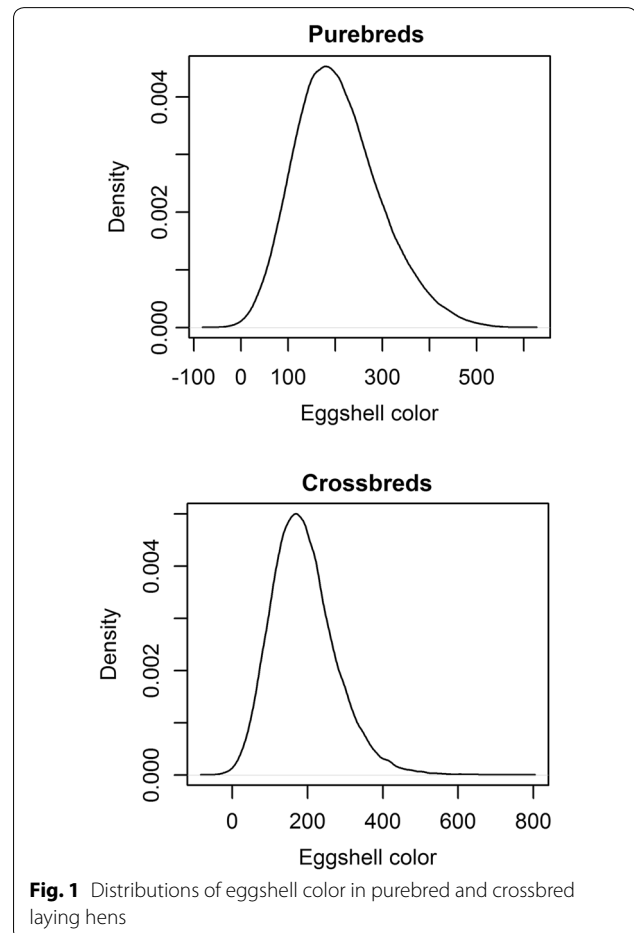 Purebreds
0.004
0.002
0.000
Density
-100 0 100 300 500
Eggshell color
Crossbreds
0.004
0.002
0.000
Density
0 200 400 600 800
Eggshell color
Fig. 1 Distributions of eggshell color in purebred and crossbred
laying hens